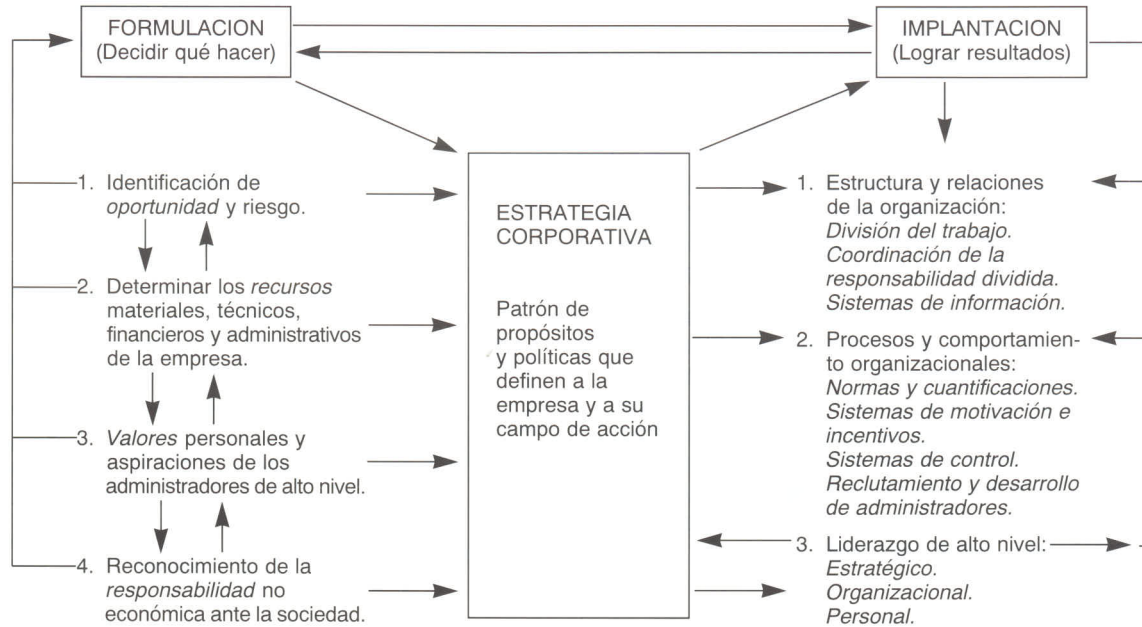 FORMULACION
(Decidir qué hacer)
IMPLANTACION
(Lograr resultados)
1. Identificación de
oportunidad y riesgo.
2. Determinar los recursos
materiales, técnicos,
financieros y administrativos
de la empresa.
3. Valores personales y
aspiraciones de los
administradores de alto nivel.
4. Reconocimiento de la
responsabilidad no
económica ante la sociedad.
ESTRATEGIA
CORPORATIVA
Patrón de
propósitos
y políticas que
definen a la
empresa y a su
campo de acción
1. Estructura y relaciones
de la organización:
División del trabajo.
Coordinación de la
responsabilidad dividida.
Sistemas de información.
2. Procesos y comportamien-
to organizacionales:
Normas y cuantificaciones.
Sistemas de motivación e
incentivos.
Sistemas de control.
Reclutamiento y desarrollo
de administradores.
3. Liderazgo de alto nivel:
Estratégico.
Organizacional.
Personal.